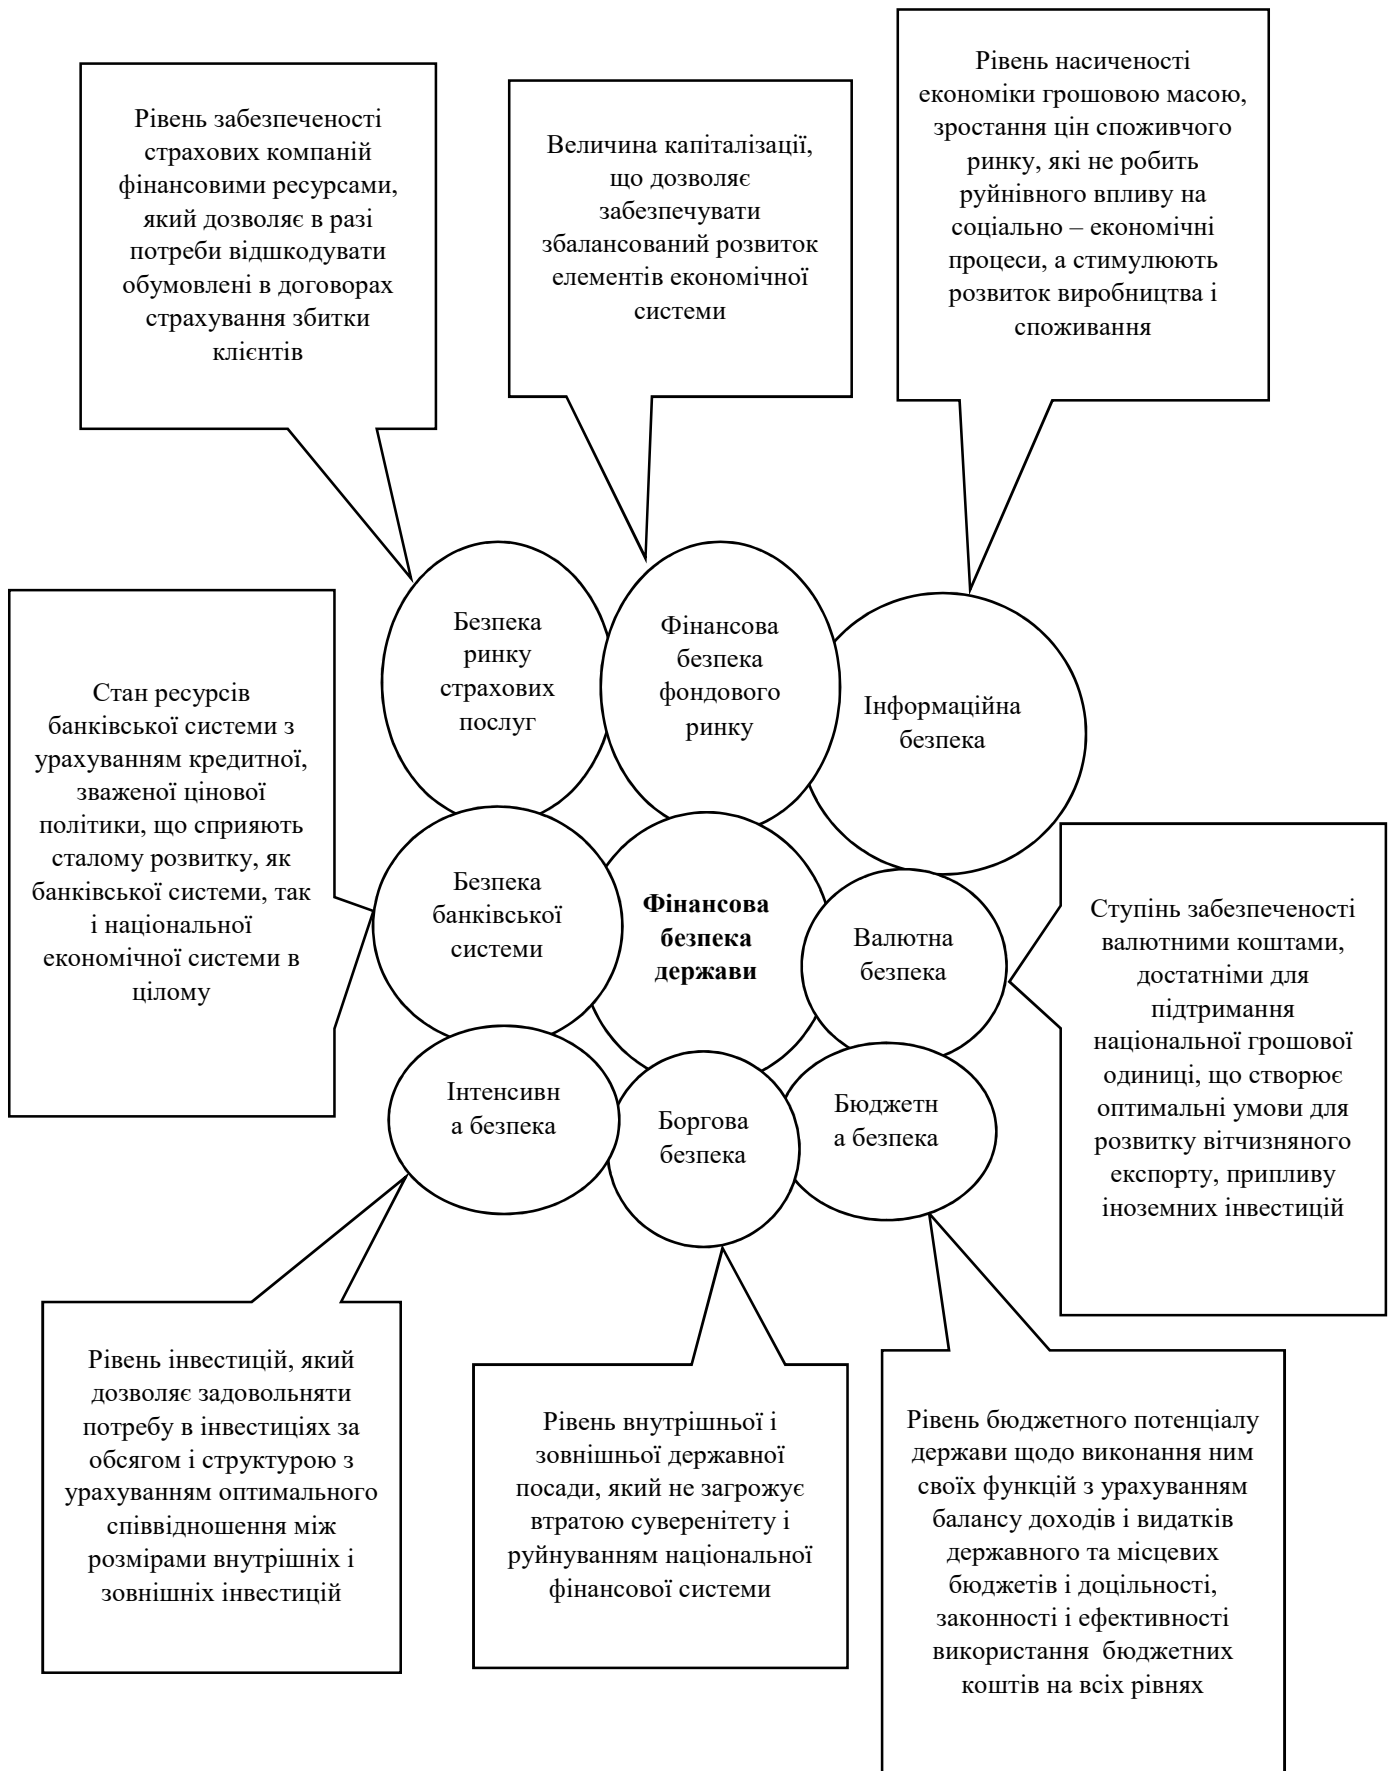 Рівень забезпеченості
страхових компаній
фінансовими ресурсами,
який дозволяє в разі
потреби відшкодувати
обумовлені в договорах
страхування збитки
клієнтів
Величина капіталізації,
що дозволяє
забезпечувати
збалансований розвиток
елементів економічної
системи
Рівень насиченості
економіки грошовою масою,
зростання цін споживчого
ринку, які не робить
руйнівного впливу на
соціально – економічні
процеси, а стимулюють
розвиток виробництва і
споживання
Безпека
ринку
страхових
послуг
Фінансова
безпека
фондового
ринку
Інформаційна
безпека
Стан ресурсів
банківської системи з
урахуванням кредитної,
зваженої цінової
політики, що сприяють
сталому розвитку, як
банківської системи, так
і національної
економічної системи в
цілому
Безпека
банківської
системи
Фінансова
безпека
держави
Валютна
безпека
Ступінь забезпеченості
валютними коштами,
достатніми для
підтримання
національної грошової
одиниці, що створює
оптимальні умови для
розвитку вітчизняного
експорту, припливу
іноземних інвестицій
Інтенсивн
а безпека
Боргова
безпека
Бюджетн
а безпека
Рівень інвестицій, який
дозволяє задовольняти
потребу в інвестиціях за
обсягом і структурою з
урахуванням оптимального
співвідношення між
розмірами внутрішніх і
зовнішніх інвестицій
Рівень внутрішньої і
зовнішньої державної
посади, який не загрожує
втратою суверенітету і
руйнуванням національної
фінансової системи
Рівень бюджетного потенціалу
держави щодо виконання ним
своїх функцій з урахуванням
балансу доходів і видатків
державного та місцевих
бюджетів і доцільності,
законності і ефективності
використання  бюджетних
коштів на всіх рівнях